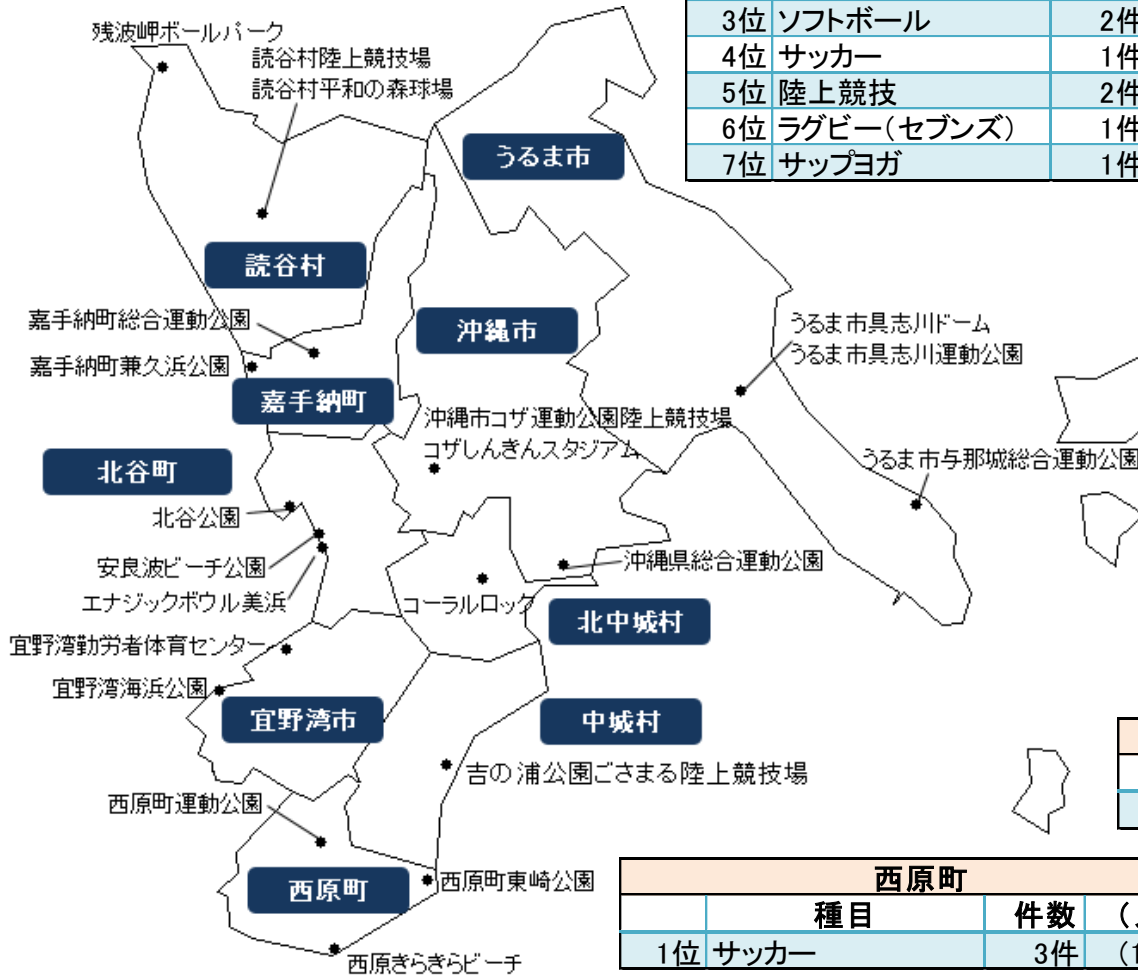 残波岬ボールパーク
読谷村陸上競技場
読谷村平和の森球場
3位 ソフトボール 2件
4位 サッカー 1件
5位 陸上競技 2件
6位 ラグビー(セブンズ) 1件
7位 サップヨガ 1件
うるま市
読谷村
嘉手納町総合運動公園
沖縄市
うるま市具志川ドーム
うるま市具志川運動公園
嘉手納町兼久浜公園
嘉手納町
沖縄市コザ運動公園陸上競技場
コザしんきんスタジアム
北谷町
うるま市与那城総合運動公園
北谷公園
安良波ビーチ公園
沖縄県総合運動公園
エナジックボウル美浜
コーラルロック
北中城村
宜野湾勤労者体育センター
宜野湾海浜公園
宜野湾市
中城村
吉の浦公園ごさまる陸上競技場
西原町運動公園
西原町
西原町東崎公園
西原きらきらビーチ
西原町
種目 件数 (
1位 サッカー 3件 (1